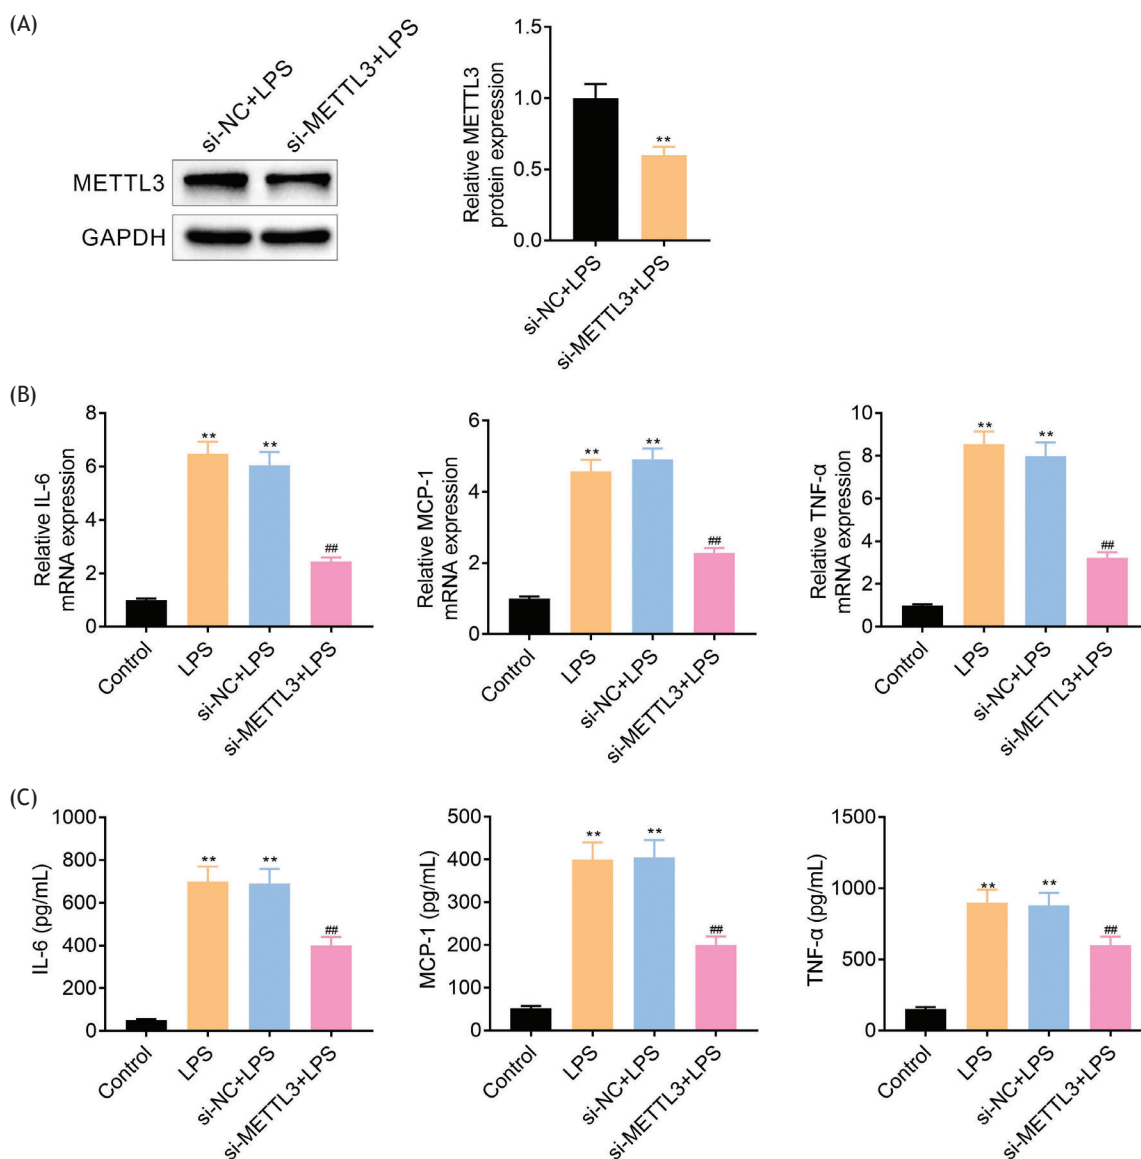 (A)
si-NC+LPS
si-METTL3+LPS
METTL3
GAPDH
Relative METTL3
protein expression
1.5
1.0
0.5
0.0
**
si-NC+LPS
si-METTL3+LPS
(B)
Relative IL-6
mRNA expression
8
6
4
2
0
**
**
##
Control
LPS
si-NC+LPS
si-METTL3+LPS
Relative MCP-1
mRNA expression
6
4
2
0
**
**
##
Control
LPS
si-NC+LPS
si-METTL3+LPS
Relative TNF-α
mRNA expression
10
8
6
4
2
0
**
**
##
Control
LPS
si-NC+LPS
si-METTL3+LPS
(C)
IL-6 (pg/mL)
1000
800
600
400
200
0
**
**
##
Control
LPS
si-NC+LPS
si-METTL3+LPS
MCP-1 (pg/mL)
500
400
300
200
100
0
**
**
##
Control
LPS
si-NC+LPS
si-METTL3+LPS
TNF-α (pg/mL)
1500
1000
500
0
**
**
##
Control
LPS
si-NC+LPS
si-METTL3+LPS